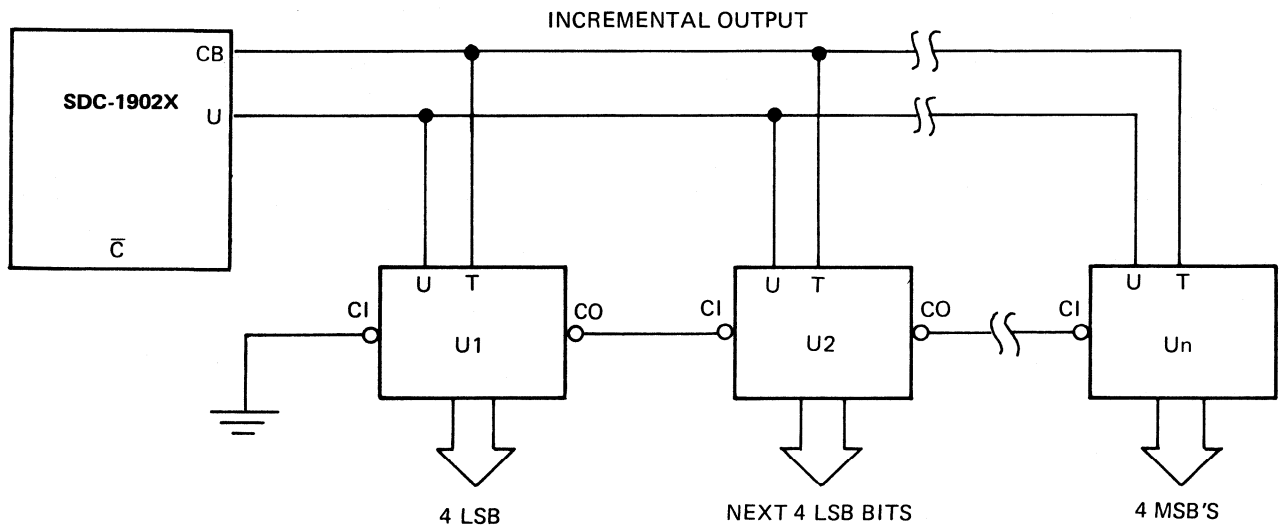 INCREMENTAL OUTPUT
CB
SDC-1902X
U
C̅
U T
U T
U T
CI
CO
CI
CO
CI
U1
U2
Un
4 LSB
NEXT 4 LSB BITS
4 MSB'S